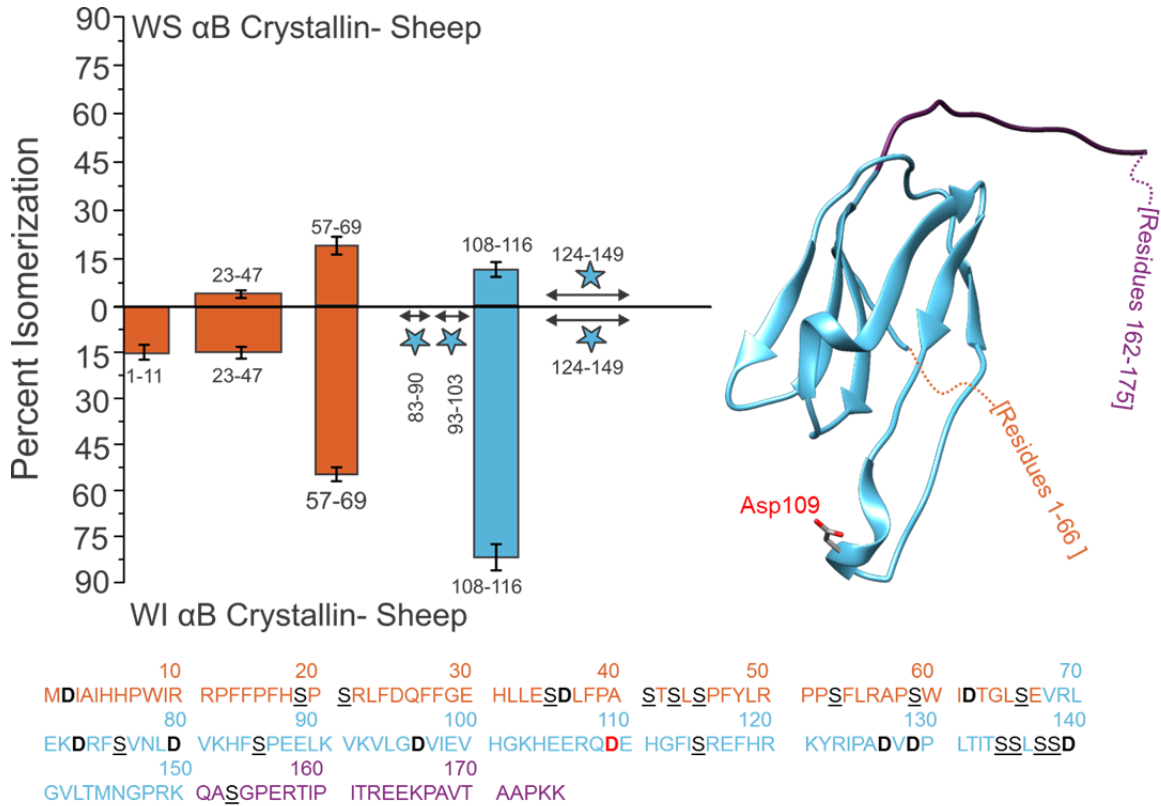 WS αB Crystallin- Sheep
90
75
60
45
30
15
0
15
30
45
60
75
90
Percent Isomerization
57-69
23-47
108-116
124-149
1-11
23-47
57-69
83-90
93-103
108-116
124-149
WI αB Crystallin- Sheep
[Residues 162-175]
[Residues 1-66 ]
Asp109
10 20 30 40 50 60 70
MDIAIHHPWIR RPFFPFHSP SRLFDQFFGE HLLESDLFPA STSLSPFYLR PPSFLRAPSW IDTGLSEVRL
80 90 100 110 120 130 140
EKDRFSVNLD VKHFSPEELK VKVLGDVIEV HGKHEERQDE HGFISREFHR KYRIPADVDP LTITSSLSSD
150 160 170
GVLTMNGPRK QASGPERTIP ITREEKPAVT AAPKK